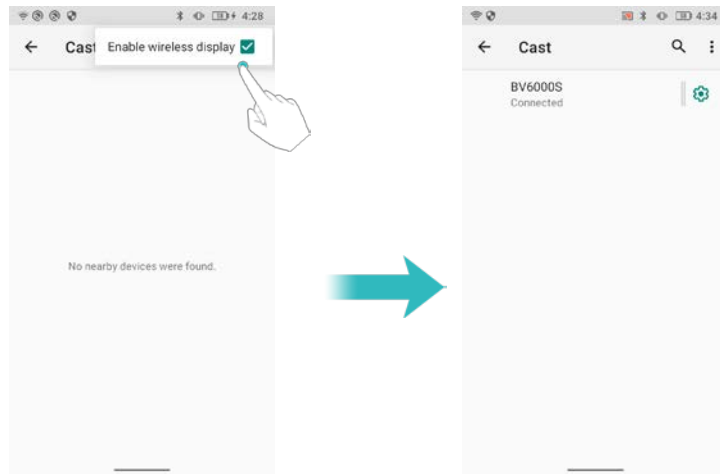 4:28
Cast
Enable wireless display
No nearby devices were found.
4:34
Cast
BV6000S
Connected